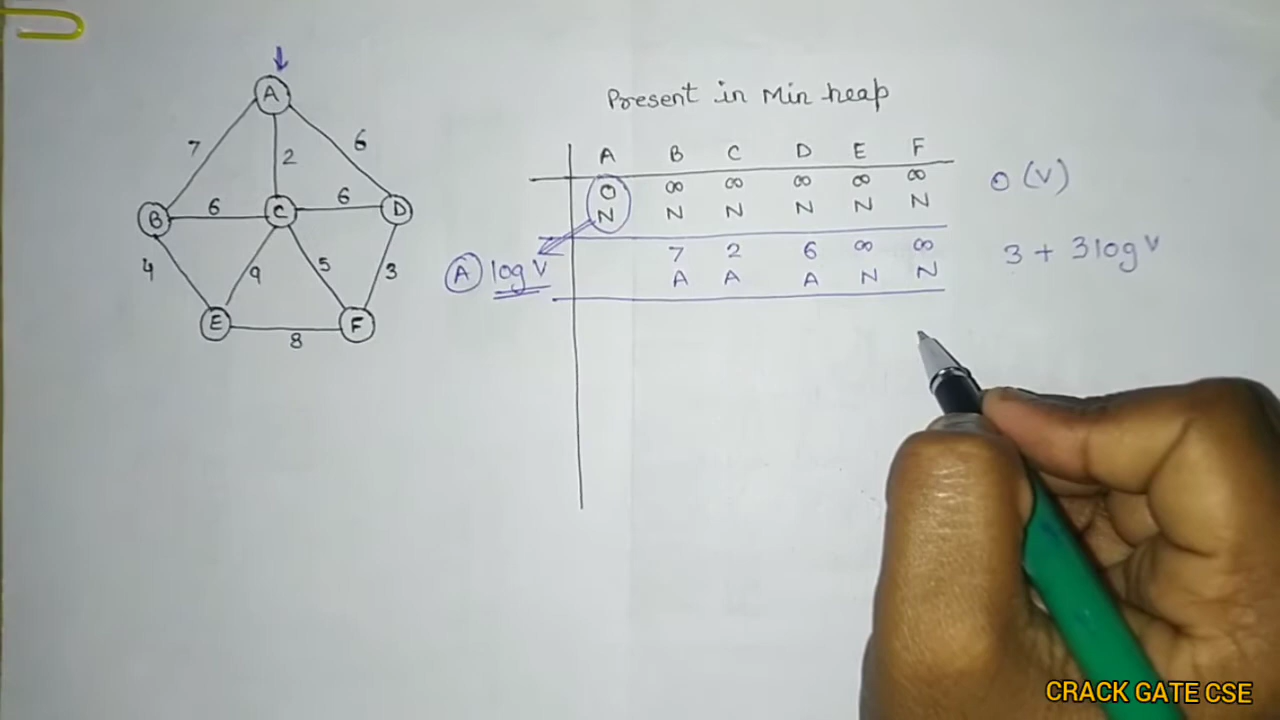 Present in Min heap
A B C D E F
0 ∞ ∞ ∞ ∞ ∞ O(V)
N N N N N N
A log V 7 2 6 ∞ ∞ 3 + 3 log V
A A A N N
A
7 2 6
B 6 C 6 D
4 9 5 3
E 8 F
CRACK GATE CSE